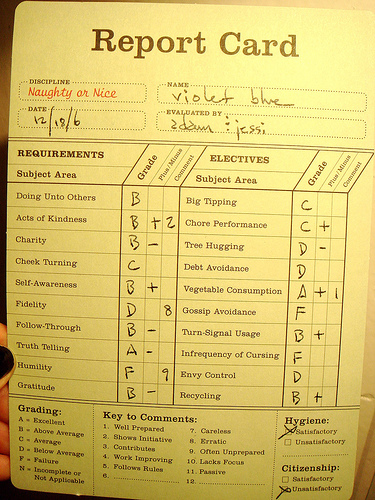 Report Card
DISCIPLINE
Naughty or Nice
NAME
violet blue
DATE
12/18/6
EVALUATED BY
adam : jessi
REQUIREMENTS
Subject Area Grade Plus/Minus Comment
Doing Unto Others B
Acts of Kindness B + 2
Charity B -
Cheek Turning C
Self-Awareness B +
Fidelity D 8
Follow-Through B -
Truth Telling A -
Humility F 9
Gratitude B -
ELECTIVES
Subject Area Grade Plus/Minus Comment
Big Tipping C
Chore Performance C +
Tree Hugging D -
Debt Avoidance D
Vegetable Consumption A + 1
Gossip Avoidance F
Turn-Signal Usage B +
Infrequency of Cursing F
Envy Control D
Recycling B +
Grading:
A = Excellent
B = Above Average
C = Average
D = Below Average
F = Failure
N = Incomplete or
Not Applicable
Key to Comments:
1. Well Prepared
2. Shows Initiative
3. Contributes
4. Work Improving
5. Follows Rules
6.
7. Careless
8. Erratic
9. Often Unprepared
10. Lacks Focus
11. Passive
12.
Hygiene:
Satisfactory
Unsatisfactory
Citizenship:
Satisfactory
Unsatisfactory